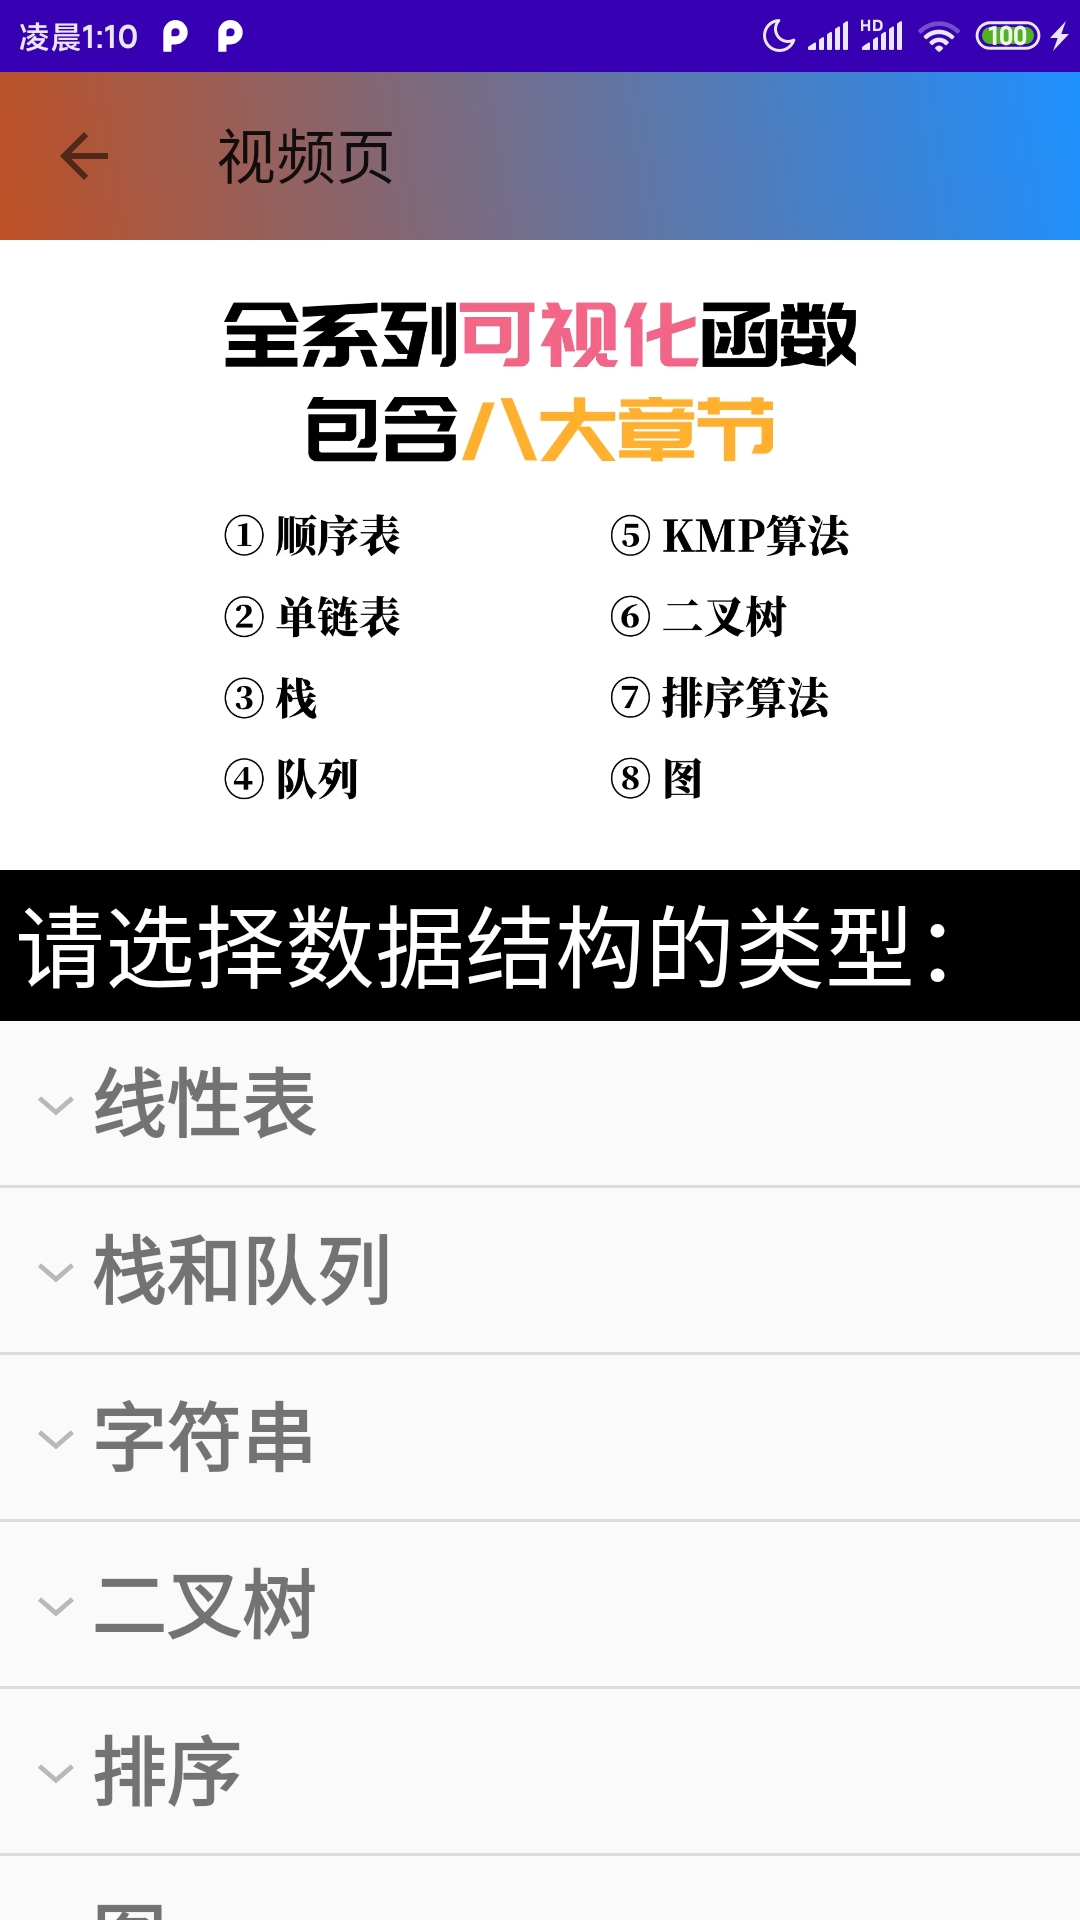 凌晨1:10
HD
100
视频页
全系列可视化函数
包含八大章节
① 顺序表
② 单链表
③ 栈
④ 队列
⑤ KMP算法
⑥ 二叉树
⑦ 排序算法
⑧ 图
请选择数据结构的类型：
线性表
栈和队列
字符串
二叉树
排序
图